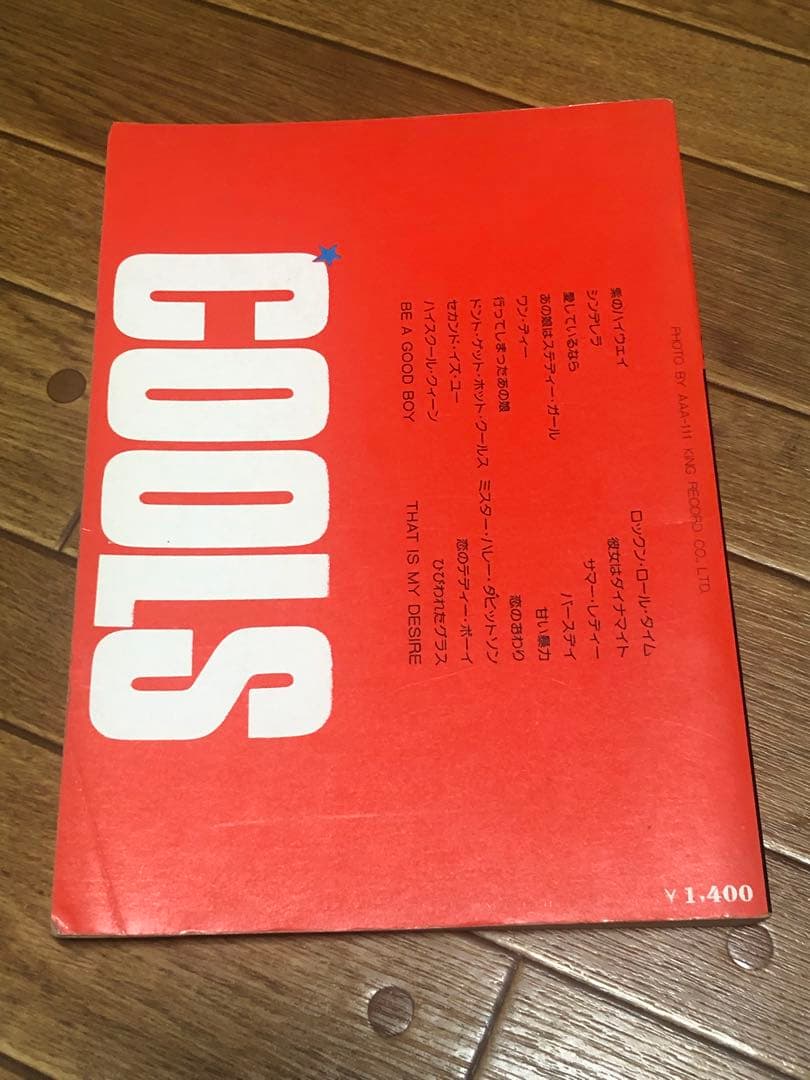 PHOTO BY AAA-111 KING RECORD CO., LTD.
紫のハイウェイ
シンデレラ
愛しているなら
あの娘はステディー・ガール
ワン・ディー
行ってしまったあの娘
ドント・ゲット・ホット・クールス
セカンド・イズ・ユー
ハイスクール・クィーン
BE A GOOD BOY
ロックン・ロール・タイム
彼女はダイナマイト
サマー・レディー
バースデイ
甘い暴力
恋のおわり
ミスター・ハレー・ダビットソン
恋のテディー・ボーイ
ひびわれたグラス
THAT IS MY DESIRE
COOLS
¥1,400